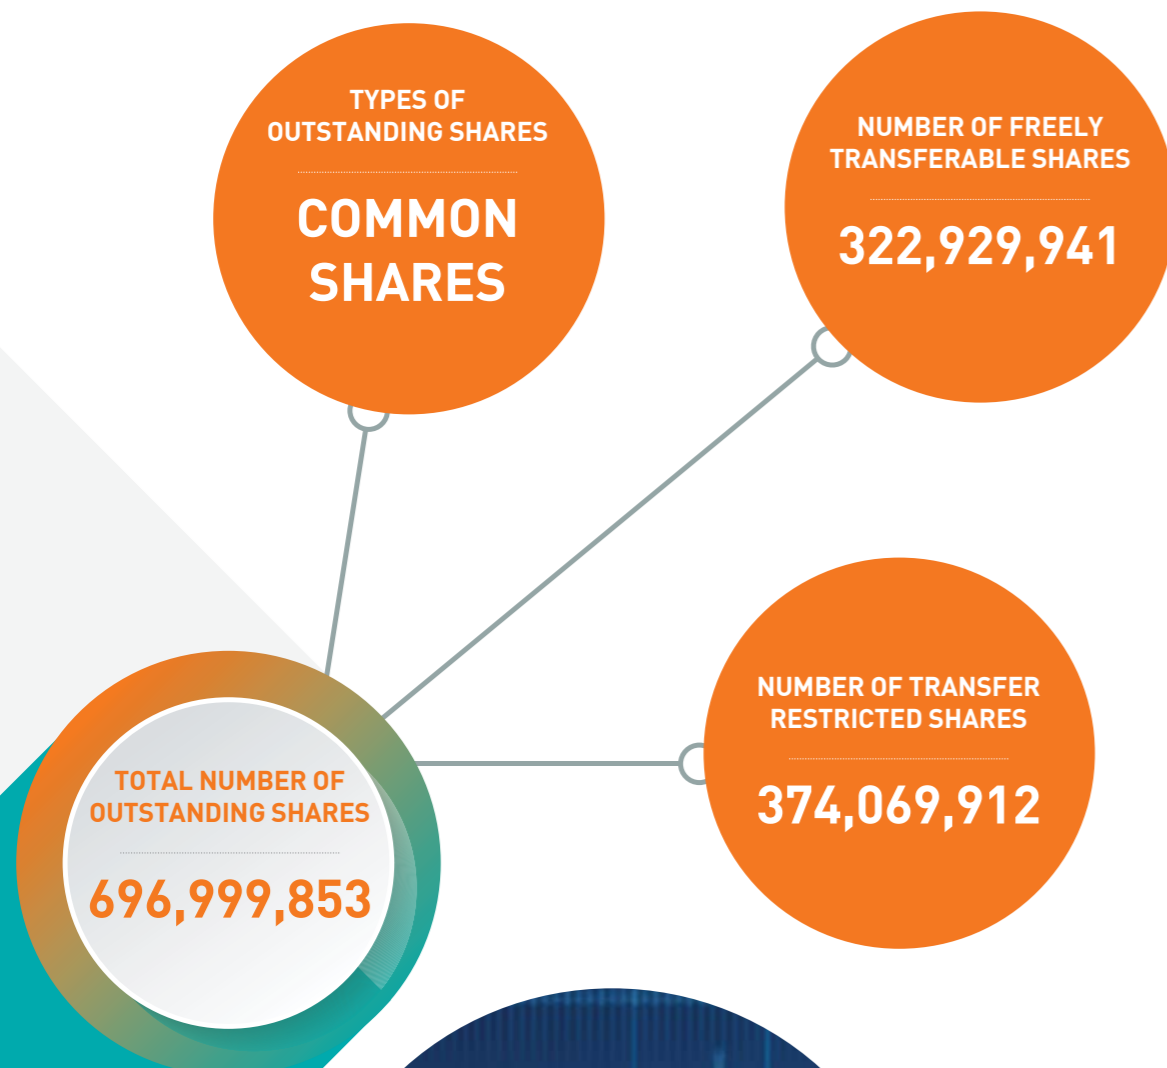 TYPES OF
OUTSTANDING SHARES
COMMON
SHARES
NUMBER OF FREELY
TRANSFERABLE SHARES
322,929,941
NUMBER OF TRANSFER
RESTRICTED SHARES
374,069,912
TOTAL NUMBER OF
OUTSTANDING SHARES
696,999,853